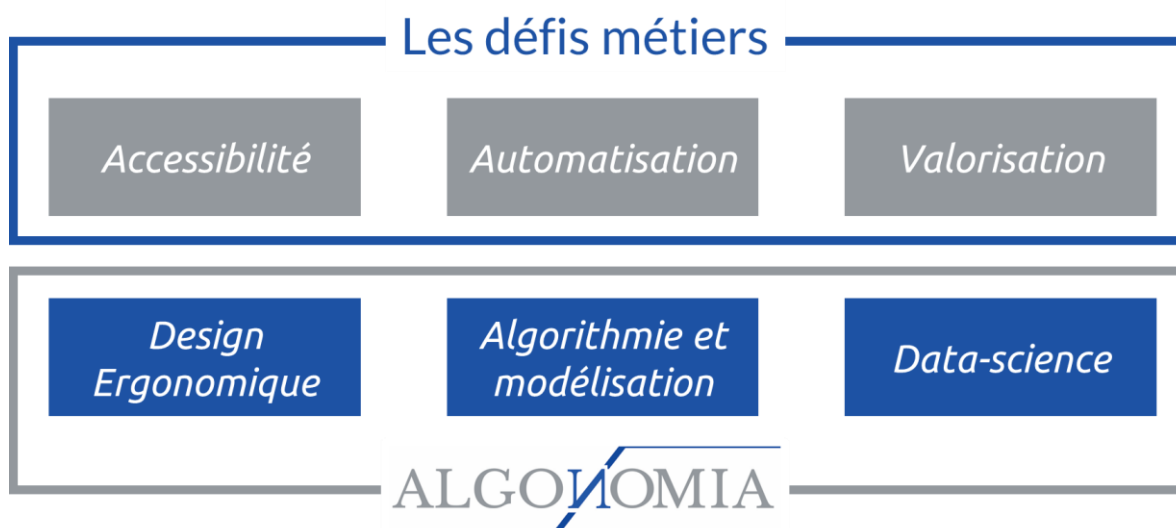 Les défis métiers
Accessibilité
Automatisation
Valorisation
Design
Ergonomique
Algorithmie et
modélisation
Data-science
ALGONOMIA